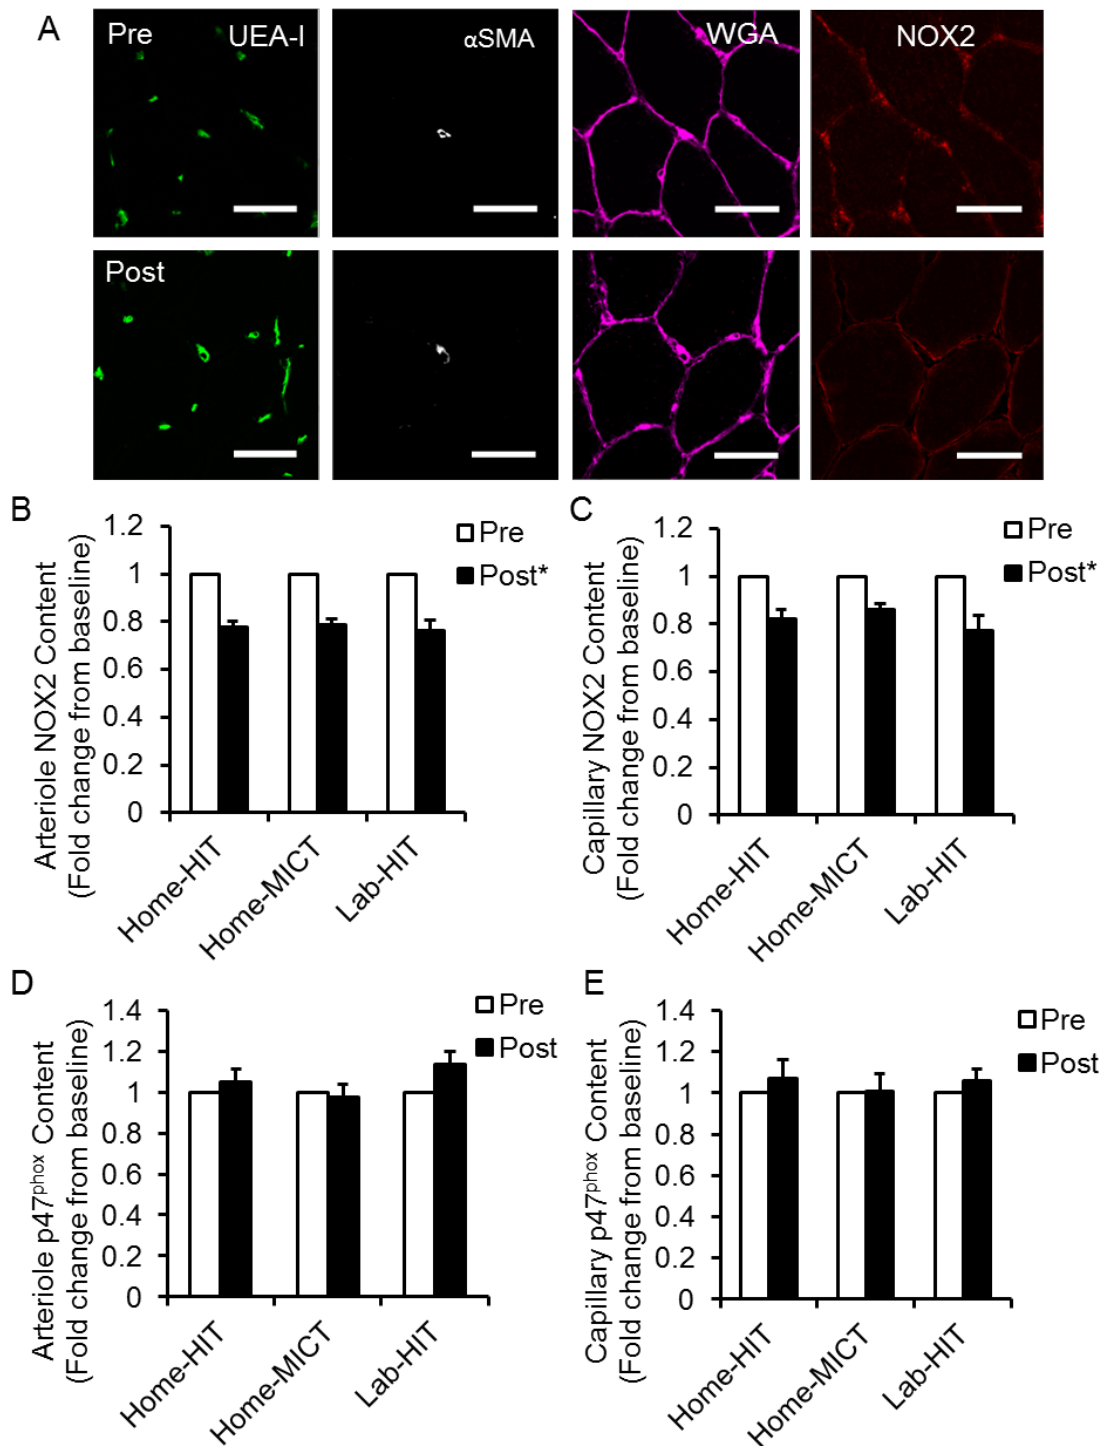 A
Pre
UEA-I
αSMA
WGA
NOX2
Post
B
Arteriole NOX2 Content
(Fold change from baseline)
1.2
1
0.8
0.6
0.4
0.2
0
Pre
Post*
Home-HIT
Home-MICT
Lab-HIT
C
Capillary NOX2 Content
(Fold change from baseline)
1.2
1
0.8
0.6
0.4
0.2
0
Pre
Post*
Home-HIT
Home-MICT
Lab-HIT
D
Arteriole p47phox Content
(Fold change from baseline)
1.4
1.2
1
0.8
0.6
0.4
0.2
0
Pre
Post
Home-HIT
Home-MICT
Lab-HIT
E
Capillary p47phox Content
(Fold change from baseline)
1.4
1.2
1
0.8
0.6
0.4
0.2
0
Pre
Post
Home-HIT
Home-MICT
Lab-HIT